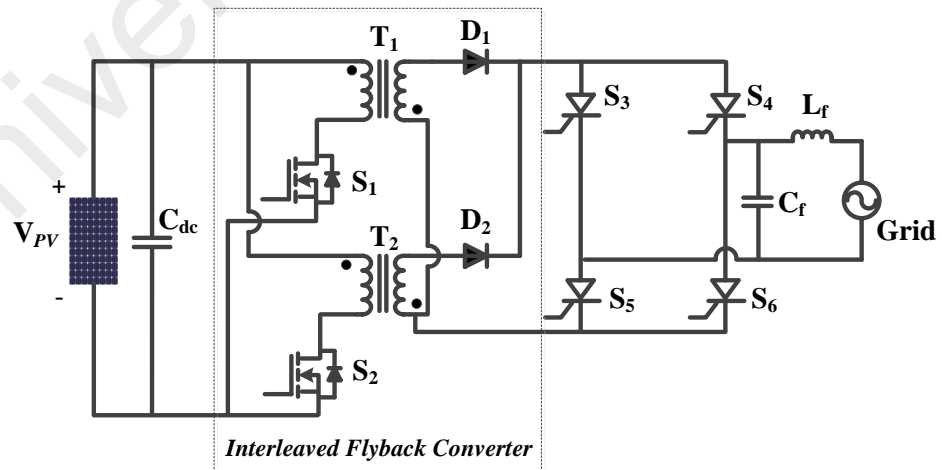 T1
D1
S3
S4
Lf
+
S1
VPV
Cdc
Cf
Grid
T2
D2
-
S5
S6
S2
Interleaved Flyback Converter